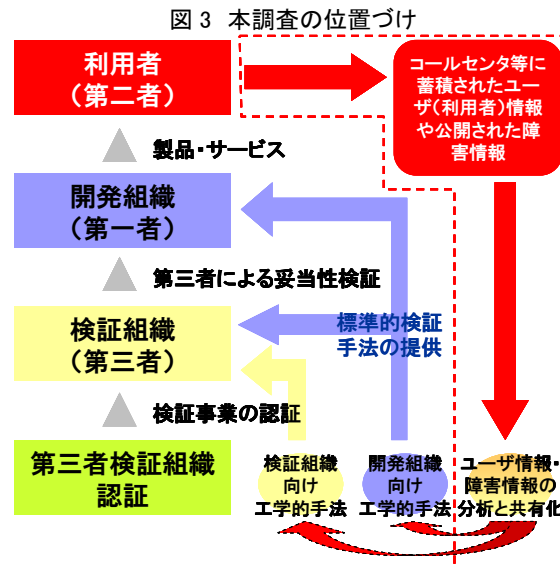 図 3 本調査の位置づけ
利用者
（第二者）
コールセンタ等に
蓄積されたユー
ザ(利用者)情報
や公開された障
害情報
製品・サービス
開発組織
（第一者）
第三者による妥当性検証
検証組織
（第三者）
標準的検証
手法の提供
検証事業の認証
第三者検証組織
認証
検証組織
向け
工学的手法
開発組織
向け
工学的手法
ユーザ情報・
障害情報の
分析と共有化